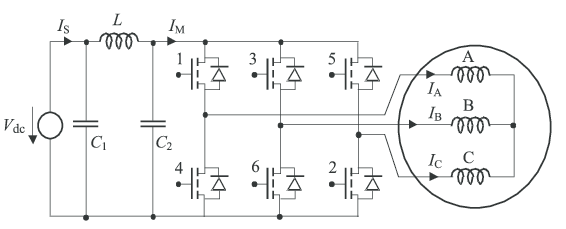 I_S L I_M
1 3 5 A
I_A
V_dc C_1 C_2 I_B B
4 6 2 I_C C